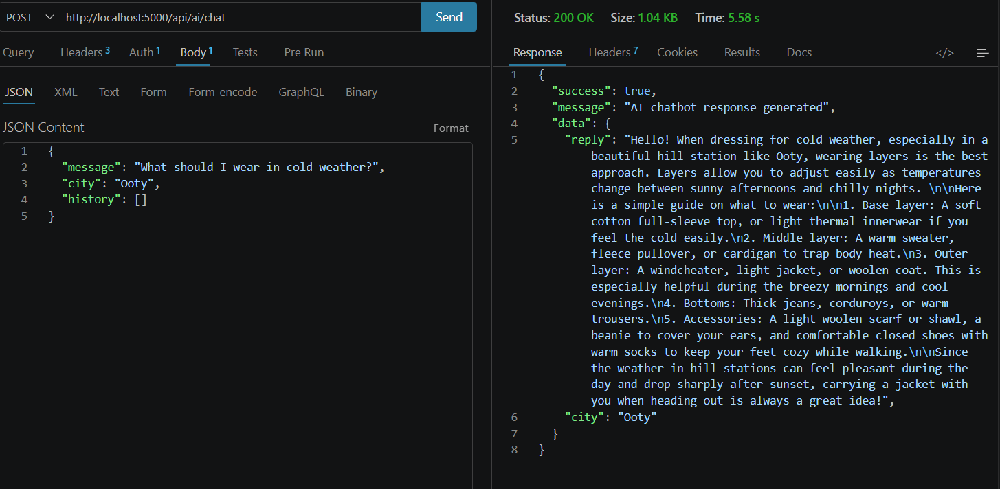 POST
http://localhost:5000/api/ai/chat
Send
Query Headers 3 Auth 1 Body 1 Tests Pre Run
JSON XML Text Form Form-encode GraphQL Binary
JSON Content Format
1 {
2 "message": "What should I wear in cold weather?",
3 "city": "Ooty",
4 "history": []
5 }
Status: 200 OK Size: 1.04 KB Time: 5.58 s
Response Headers 7 Cookies Results Docs </>
1 {
2 "success": true,
3 "message": "AI chatbot response generated",
4 "data": {
5 "reply": "Hello! When dressing for cold weather, especially in a
beautiful hill station like Ooty, wearing layers is the best
approach. Layers allow you to adjust easily as temperatures
change between sunny afternoons and chilly nights. \n\nHere
is a simple guide on what to wear:\n\n1. Base layer: A soft
cotton full-sleeve top, or light thermal innerwear if you
feel the cold easily.\n2. Middle layer: A warm sweater,
fleece pullover, or cardigan to trap body heat.\n3. Outer
layer: A windcheater, light jacket, or woolen coat. This is
especially helpful during the breezy mornings and cool
evenings.\n4. Bottoms: Thick jeans, corduroys, or warm
trousers.\n5. Accessories: A light woolen scarf or shawl, a
beanie to cover your ears, and comfortable closed shoes with
warm socks to keep your feet cozy while walking.\n\nSince
the weather in hill stations can feel pleasant during the
day and drop sharply after sunset, carrying a jacket with
you when heading out is always a great idea!",
6 "city": "Ooty"
7 }
8 }